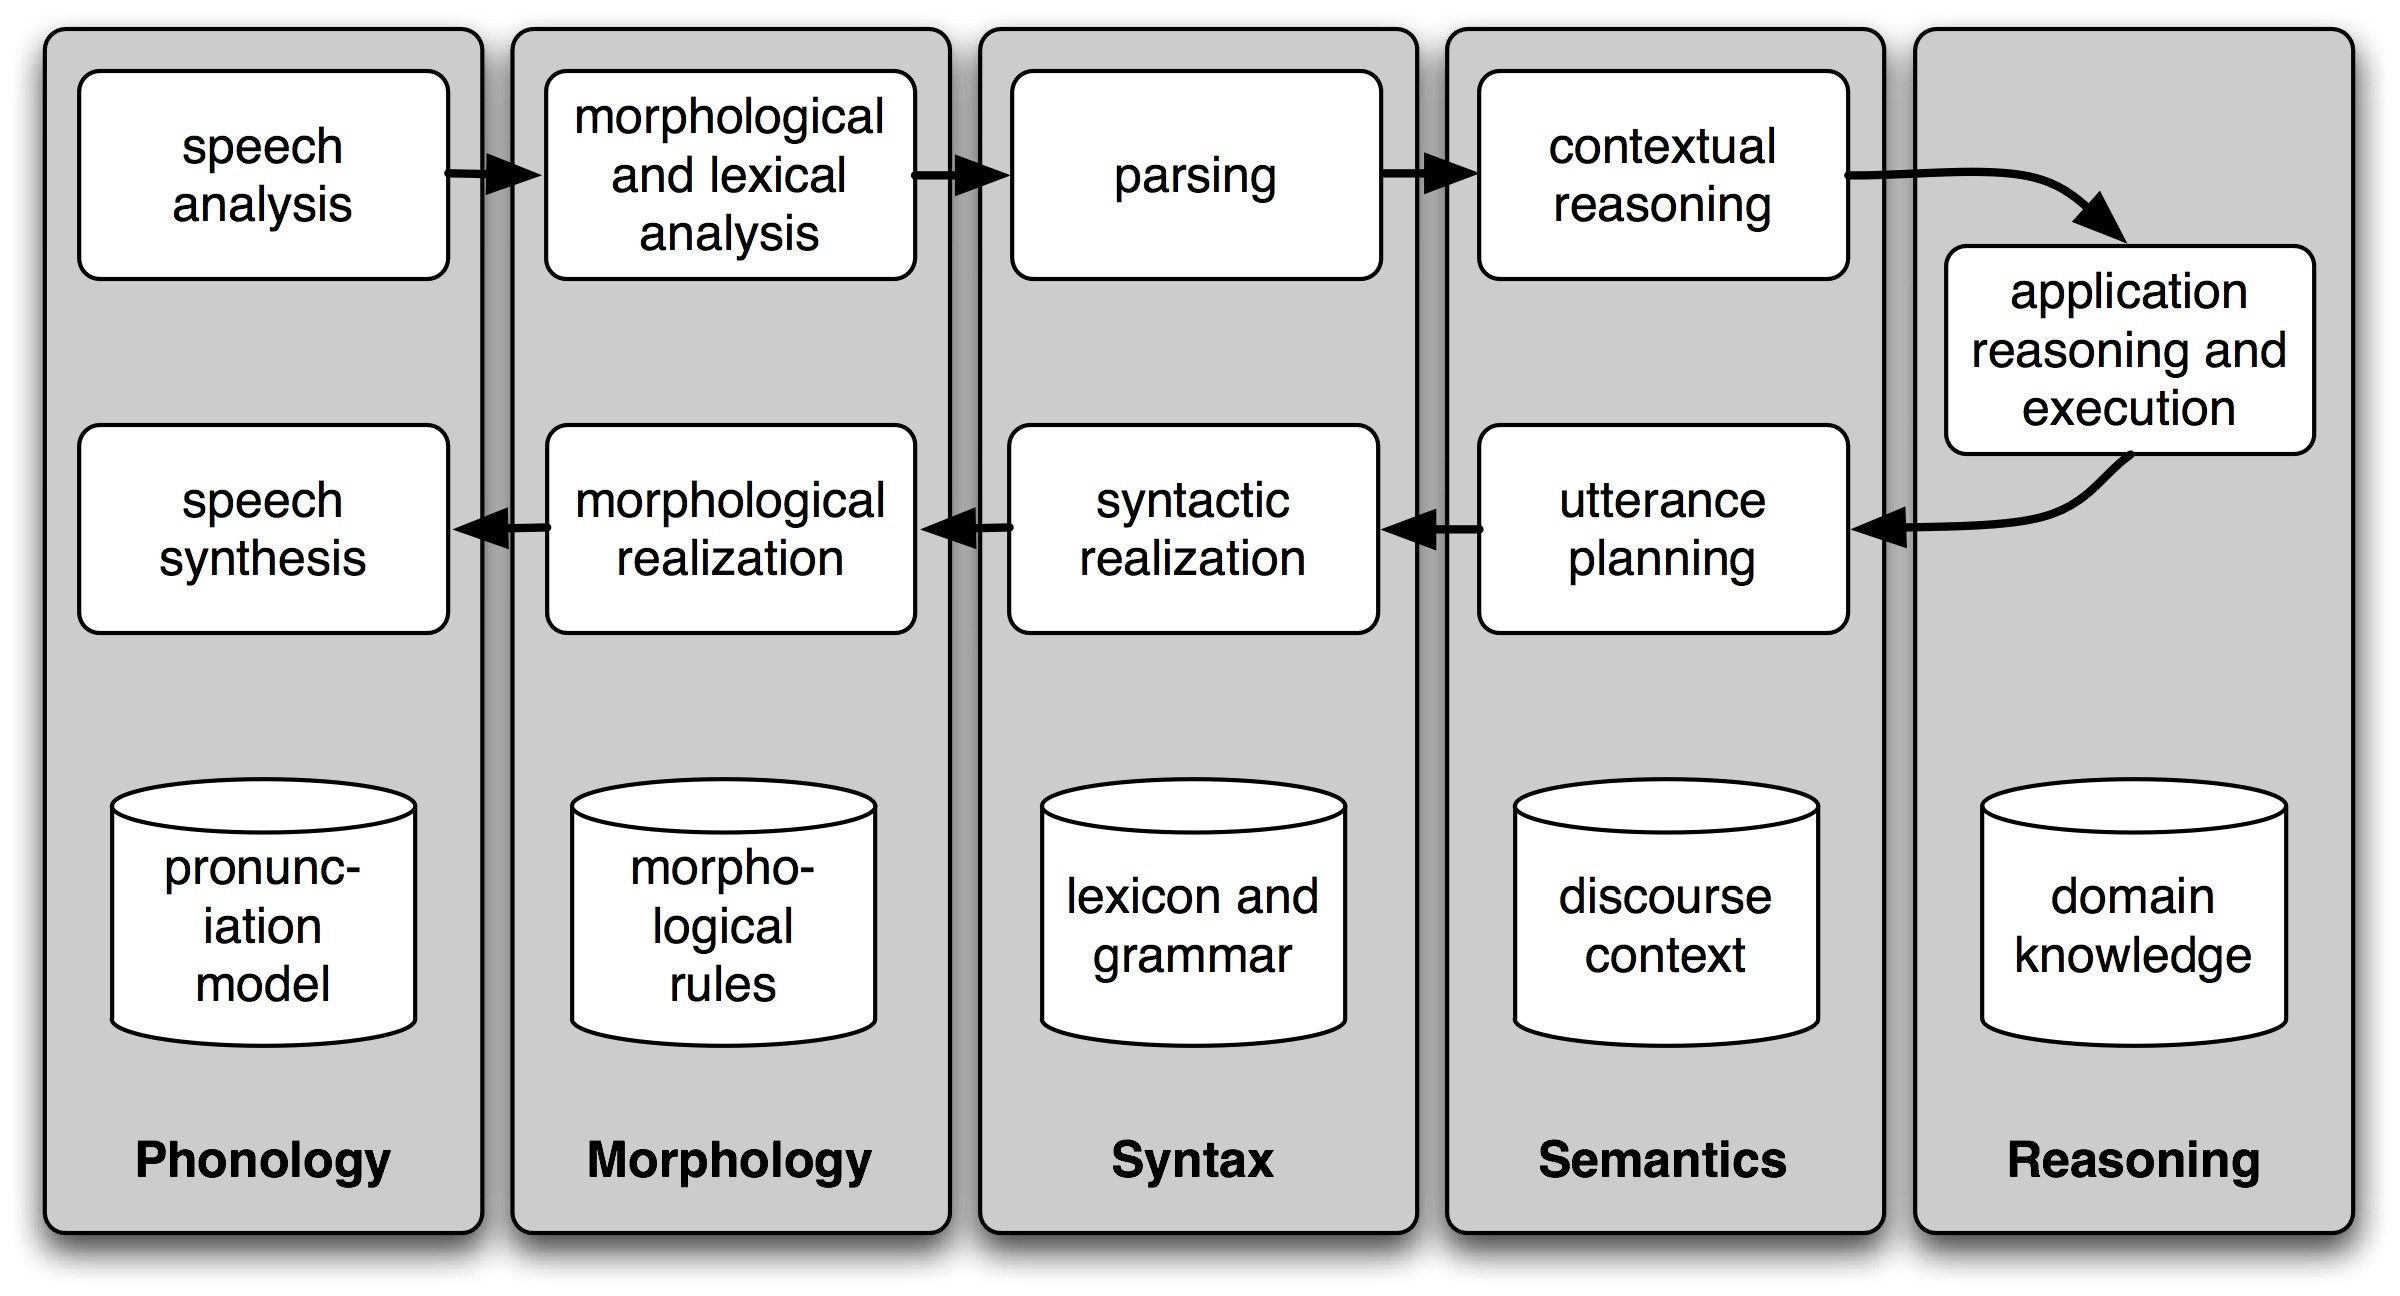 speech
analysis
morphological
and lexical
analysis
parsing
contextual
reasoning
application
reasoning and
execution
speech
synthesis
morphological
realization
syntactic
realization
utterance
planning
pronunc-
iation
model
morpho-
logical
rules
lexicon and
grammar
discourse
context
domain
knowledge
Phonology
Morphology
Syntax
Semantics
Reasoning